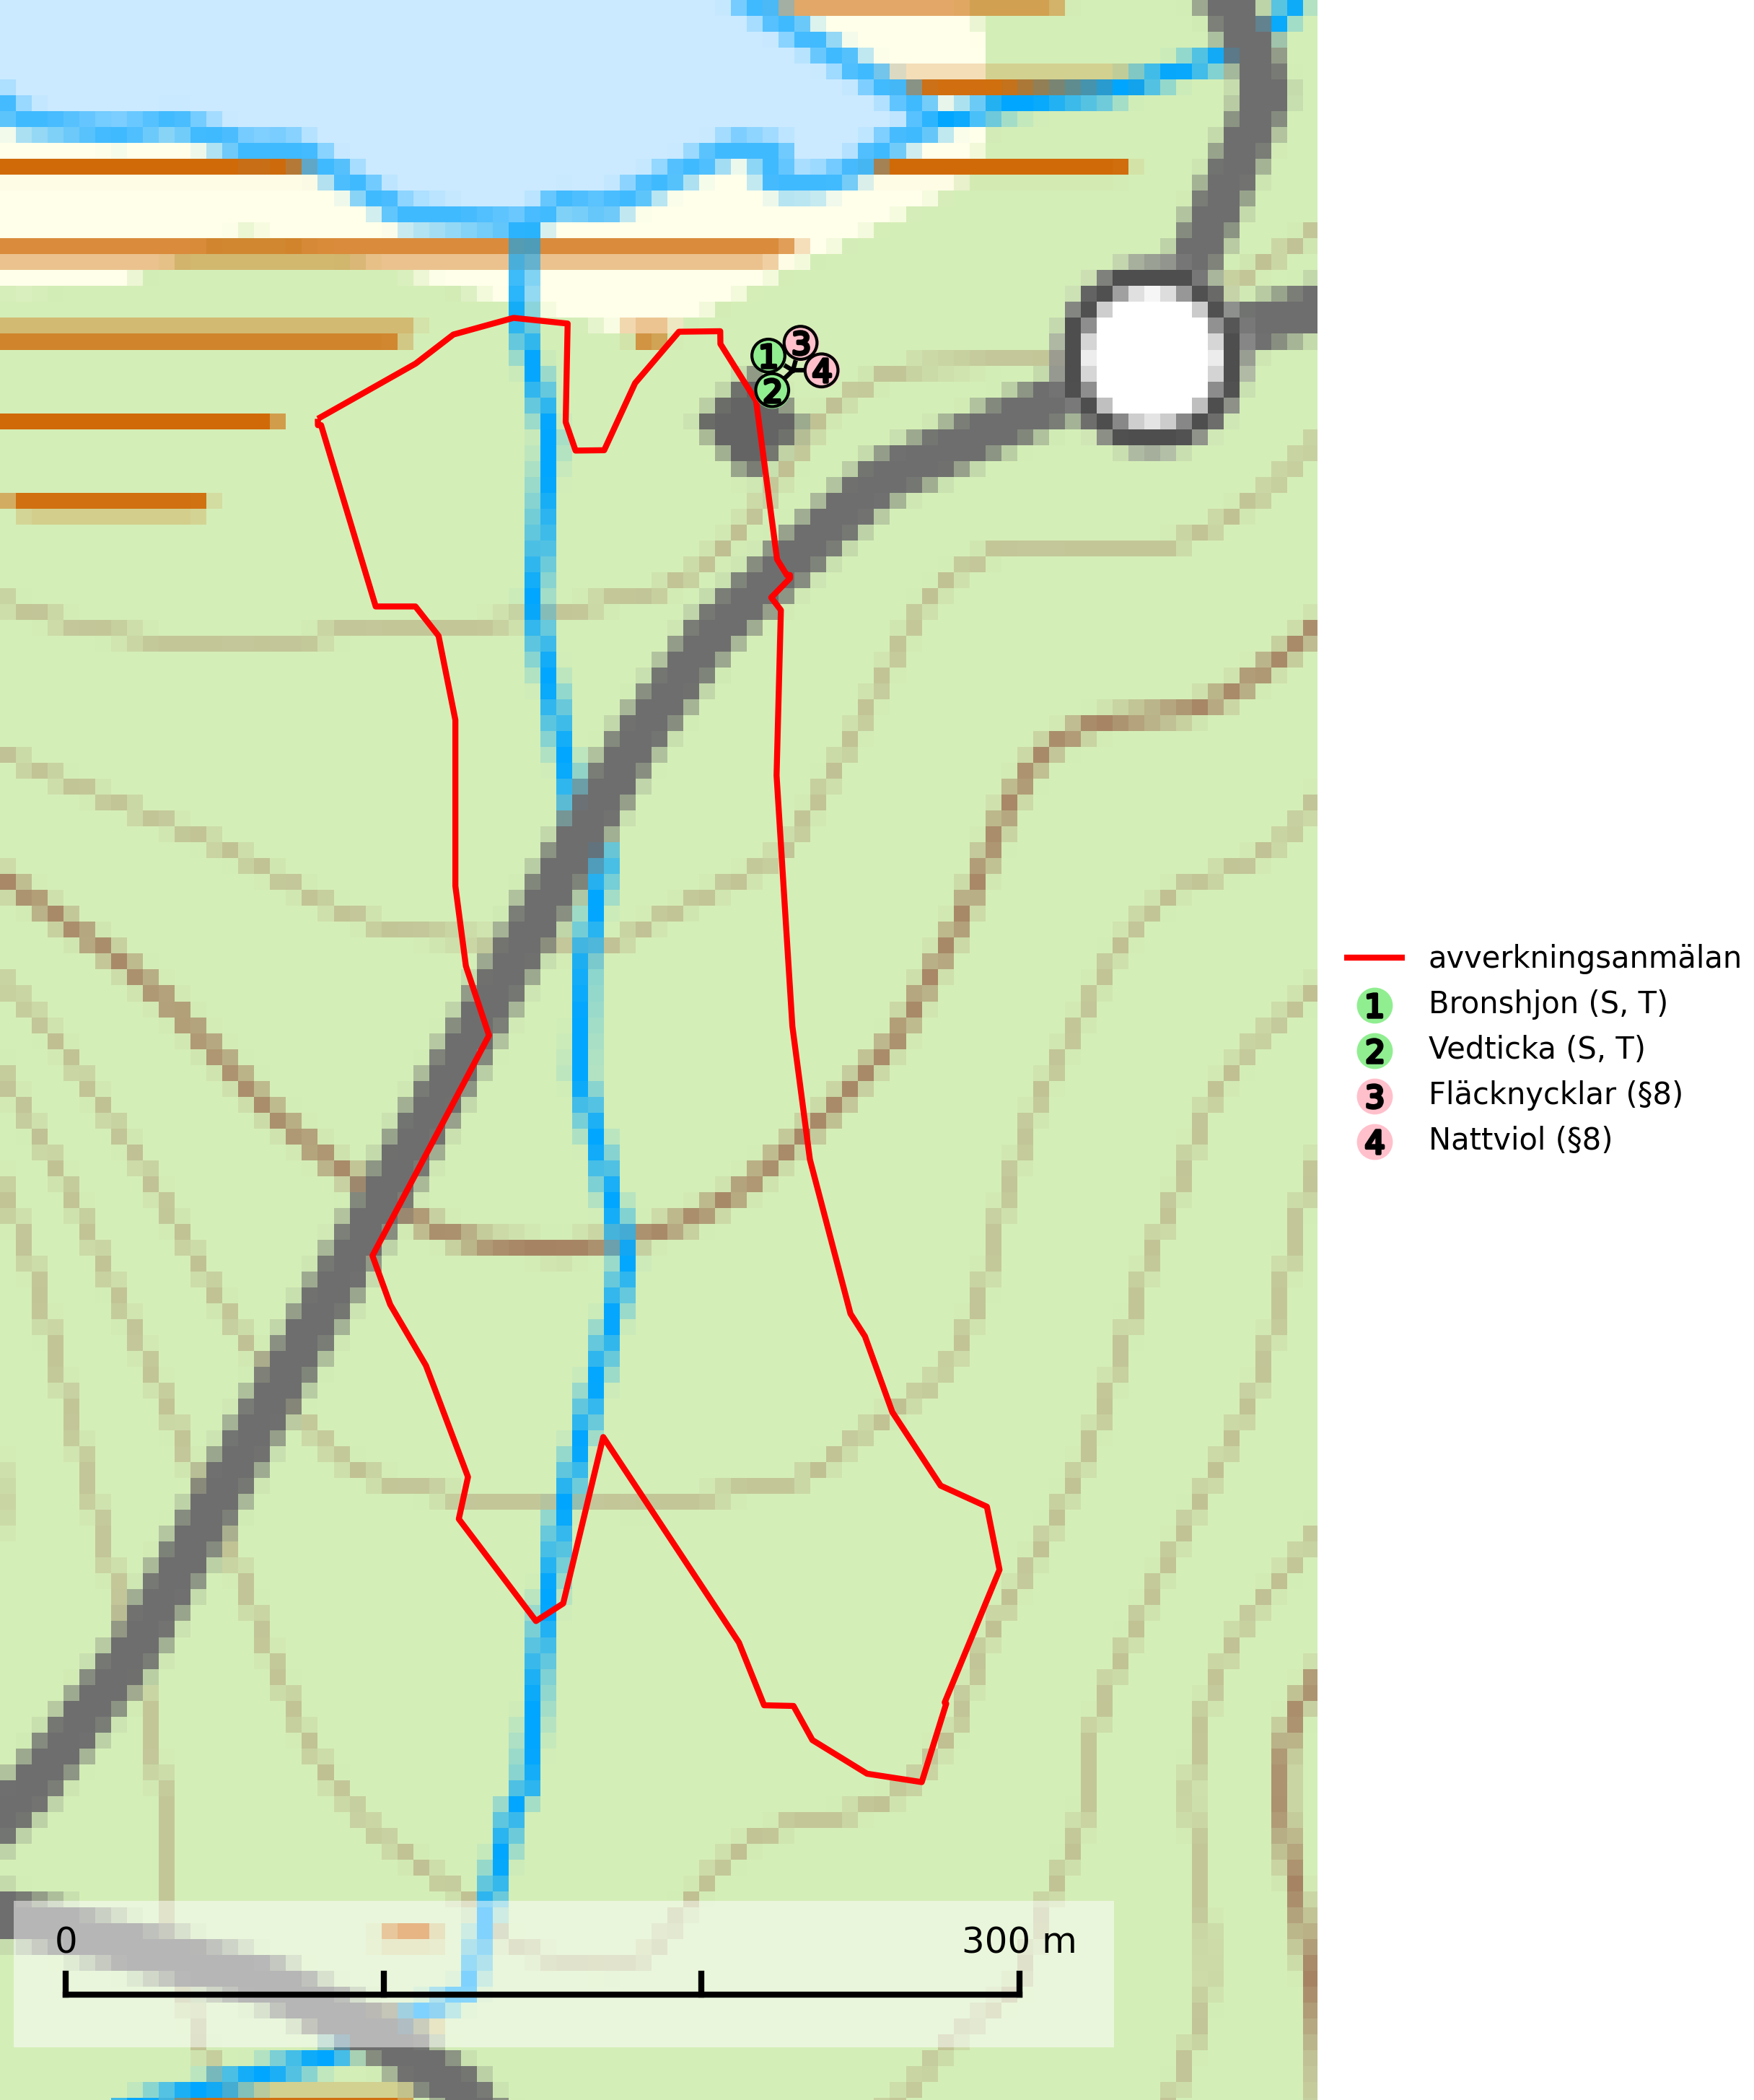 1
3
4
2
avverkningsanmälan
1 Bronshjon (S, T)
2 Vedticka (S, T)
3 Fläcknycklar (§8)
4 Nattviol (§8)
0 300 m